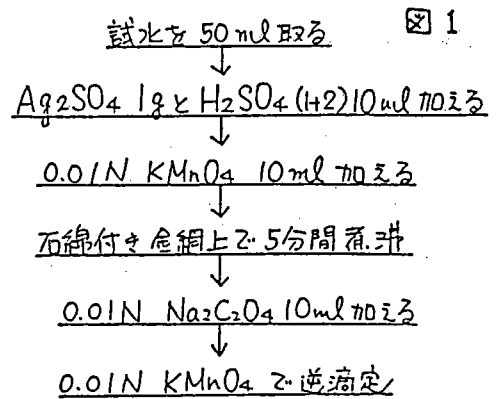 図1
試水を50ml取る
↓
Ag2SO4 1gとH2SO4(1+2)10ml加える
↓
0.01N KMnO4 10ml加える
↓
石綿付き金網上で5分間煮沸
↓
0.01N Na2C2O4 10ml加える
↓
0.01N KMnO4で逆滴定